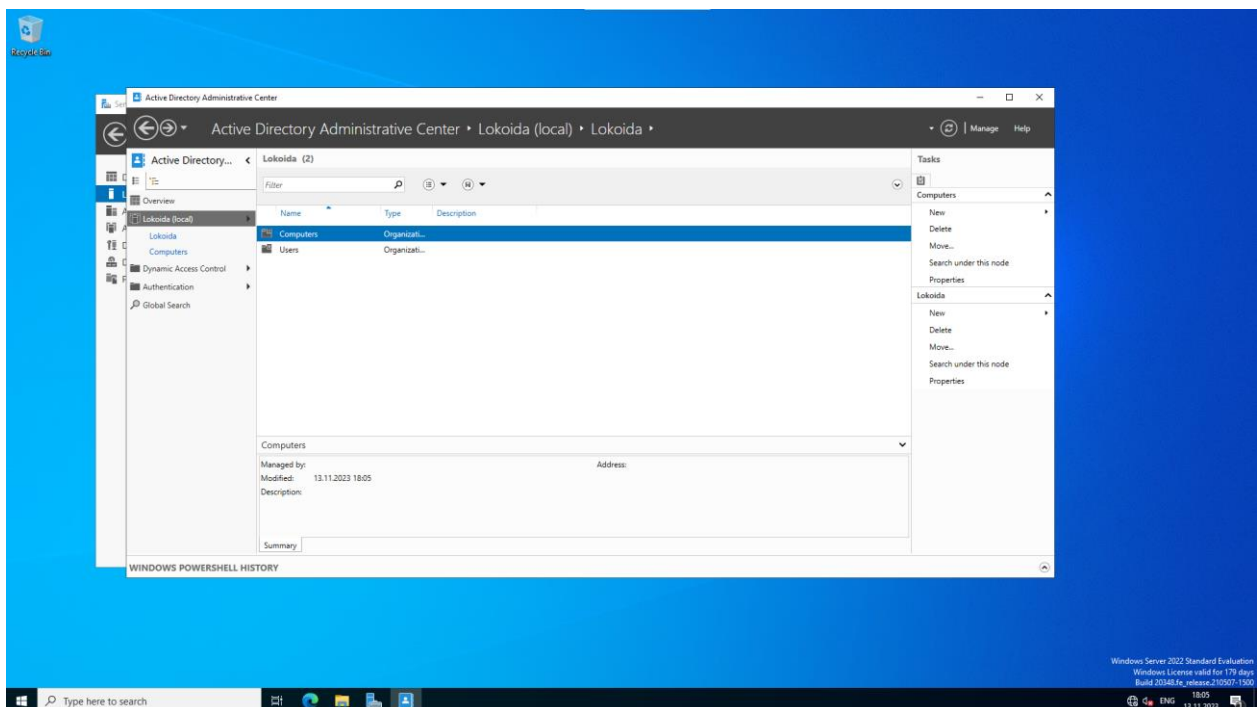 Recycle Bin
Ser
Active Directory Administrative Center
Active Directory Administrative Center • Lokoida (local) • Lokoida •
Manage Help
Active Directory...
Overview
Lokoida (local)
Lokoida
Computers
Dynamic Access Control
Authentication
Global Search
Lokoida (2)
Filter
Name Type Description
Computers Organizati...
Users Organizati...
Computers
Managed by: Address:
Modified: 13.11.2023 18:05
Description:
Summary
Tasks
Computers
New
Delete
Move...
Search under this node
Properties
Lokoida
New
Delete
Move...
Search under this node
Properties
WINDOWS POWERSHELL HISTORY
Windows Server 2022 Standard Evaluation
Windows License valid for 179 days
Build 20348.fe_release.210507-1500
Type here to search
ENG
18:05
13.11.2023